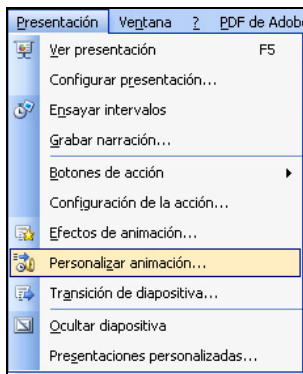 Presentación Ventana ? PDF de Adob
Ver presentación F5
Configurar presentación...
Ensayar intervalos
Grabar narración...
Botones de acción
Configuración de la acción...
Efectos de animación...
Personalizar animación...
Transición de diapositiva...
Ocultar diapositiva
Presentaciones personalizadas...